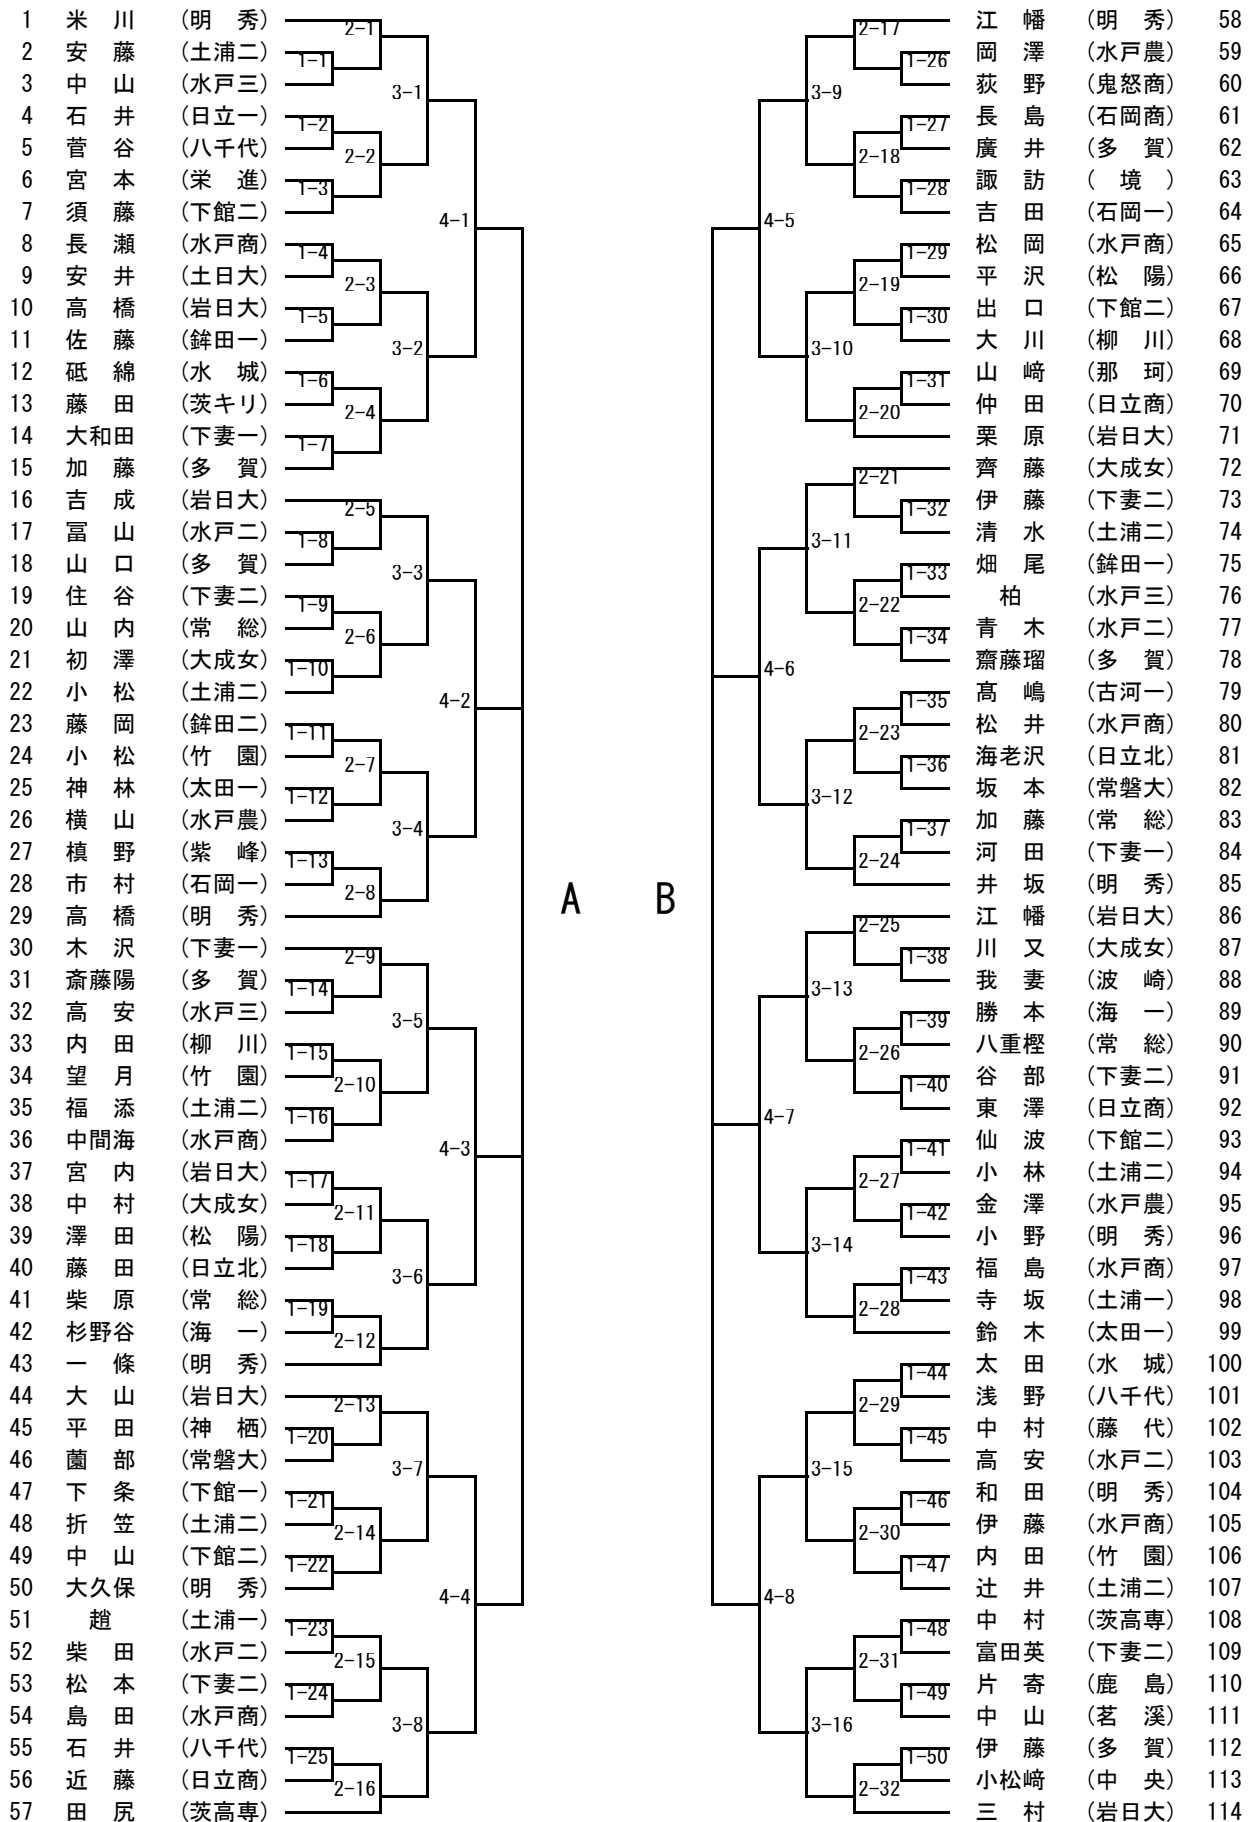 1 米 川 (明 秀) 2-1 2-17 江 幡 (明 秀) 58
2 安 藤 (土浦二) 1-1 1-26 岡 澤 (水戸農) 59
3 中 山 (水戸三) 3-1 3-9 荻 野 (鬼怒商) 60
4 石 井 (日立一) 1-2 1-27 長 島 (石岡商) 61
5 菅 谷 (八千代) 2-2 2-18 廣 井 (多 賀) 62
6 宮 本 (栄 進) 1-3 1-28 諏 訪 ( 境 ) 63
7 須 藤 (下館二) 4-1 4-5 吉 田 (石岡一) 64
8 長 瀬 (水戸商) 1-4 1-29 松 岡 (水戸商) 65
9 安 井 (土日大) 2-3 2-19 平 沢 (松 陽) 66
10 高 橋 (岩日大) 1-5 1-30 出 口 (下館二) 67
11 佐 藤 (鉾田一) 3-2 3-10 大 川 (柳 川) 68
12 砥 綿 (水 城) 1-6 1-31 山 﨑 (那 珂) 69
13 藤 田 (茨キリ) 2-4 2-20 仲 田 (日立商) 70
14 大和田 (下妻一) 1-7 栗 原 (岩日大) 71
15 加 藤 (多 賀) 2-21 齊 藤 (大成女) 72
16 吉 成 (岩日大) 2-5 1-32 伊 藤 (下妻二) 73
17 冨 山 (水戸二) 1-8 3-11 清 水 (土浦二) 74
18 山 口 (多 賀) 3-3 1-33 畑 尾 (鉾田一) 75
19 住 谷 (下妻二) 1-9 2-22 柏 (水戸三) 76
20 山 内 (常 総) 2-6 1-34 青 木 (水戸二) 77
21 初 澤 (大成女) 1-10 4-6 齋藤瑠 (多 賀) 78
22 小 松 (土浦二) 4-2 1-35 髙 嶋 (古河一) 79
23 藤 岡 (鉾田二) 1-11 2-23 松 井 (水戸商) 80
24 小 松 (竹 園) 2-7 1-36 海老沢 (日立北) 81
25 神 林 (太田一) 1-12 3-12 坂 本 (常磐大) 82
26 横 山 (水戸農) 3-4 1-37 加 藤 (常 総) 83
27 槙 野 (紫 峰) 1-13 2-24 河 田 (下妻一) 84
28 市 村 (石岡一) 2-8 A B 井 坂 (明 秀) 85
29 高 橋 (明 秀) 2-25 江 幡 (岩日大) 86
30 木 沢 (下妻一) 2-9 1-38 川 又 (大成女) 87
31 斎藤陽 (多 賀) 1-14 3-13 我 妻 (波 崎) 88
32 高 安 (水戸三) 3-5 1-39 勝 本 (海 一) 89
33 内 田 (柳 川) 1-15 2-26 八重樫 (常 総) 90
34 望 月 (竹 園) 2-10 1-40 谷 部 (下妻二) 91
35 福 添 (土浦二) 1-16 4-7 東 澤 (日立商) 92
36 中間海 (水戸商) 4-3 1-41 仙 波 (下館二) 93
37 宮 内 (岩日大) 1-17 2-27 小 林 (土浦二) 94
38 中 村 (大成女) 2-11 1-42 金 澤 (水戸農) 95
39 澤 田 (松 陽) 1-18 3-14 小 野 (明 秀) 96
40 藤 田 (日立北) 3-6 1-43 福 島 (水戸商) 97
41 柴 原 (常 総) 1-19 2-28 寺 坂 (土浦一) 98
42 杉野谷 (海 一) 2-12 鈴 木 (太田一) 99
43 一 條 (明 秀) 1-44 太 田 (水 城) 100
44 大 山 (岩日大) 2-13 2-29 浅 野 (八千代) 101
45 平 田 (神 栖) 1-20 1-45 中 村 (藤 代) 102
46 薗 部 (常磐大) 3-7 3-15 高 安 (水戸二) 103
47 下 条 (下館一) 1-21 1-46 和 田 (明 秀) 104
48 折 笠 (土浦二) 2-14 2-30 伊 藤 (水戸商) 105
49 中 山 (下館二) 1-22 1-47 内 田 (竹 園) 106
50 大久保 (明 秀) 4-4 4-8 辻 井 (土浦二) 107
51 趙 (土浦一) 1-23 1-48 中 村 (茨高専) 108
52 柴 田 (水戸二) 2-15 2-31 富田英 (下妻二) 109
53 松 本 (下妻二) 1-24 1-49 片 寄 (鹿 島) 110
54 島 田 (水戸商) 3-8 3-16 中 山 (茗 溪) 111
55 石 井 (八千代) 1-25 1-50 伊 藤 (多 賀) 112
56 近 藤 (日立商) 2-16 2-32 小松﨑 (中 央) 113
57 田 尻 (茨高専) 三 村 (岩日大) 114